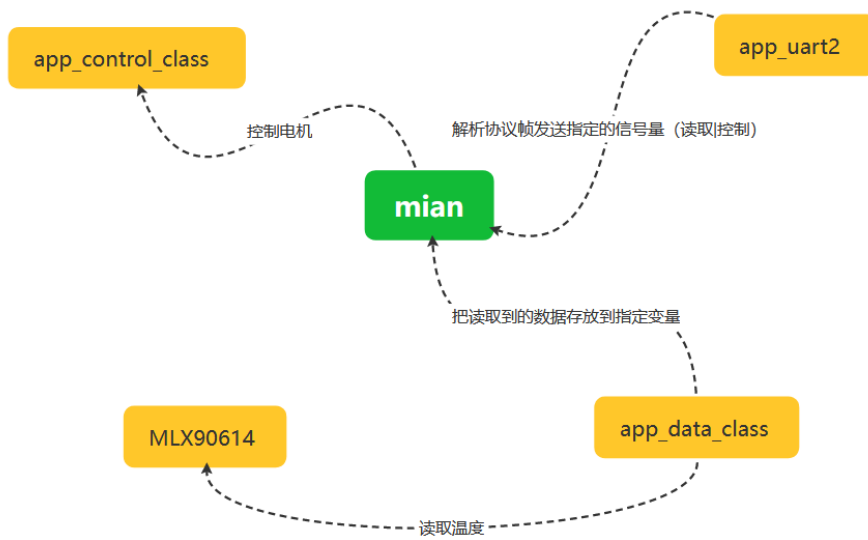 app_control_class
app_uart2
控制电机
解析协议帧发送指定的信号量（读取|控制）
mian
把读取到的数据存放到指定变量
MLX90614
app_data_class
读取温度